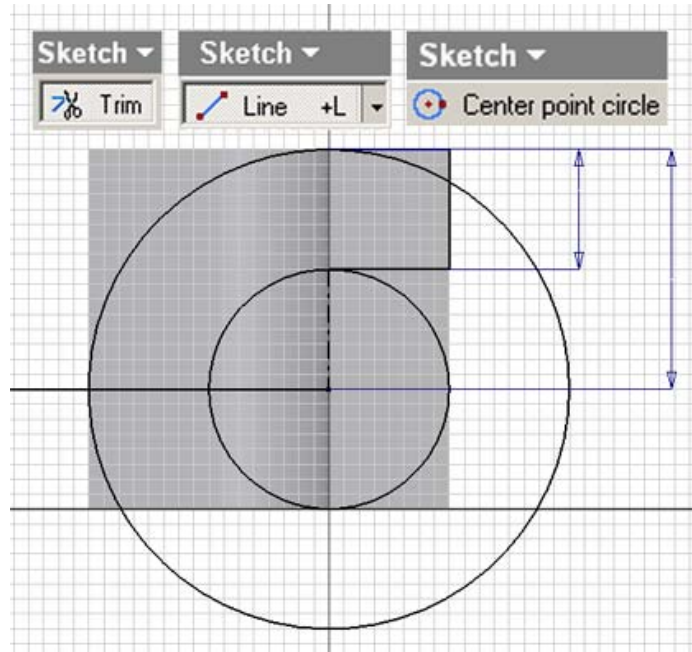 Sketch
Trim
Sketch
Line +L
Sketch
Center point circle